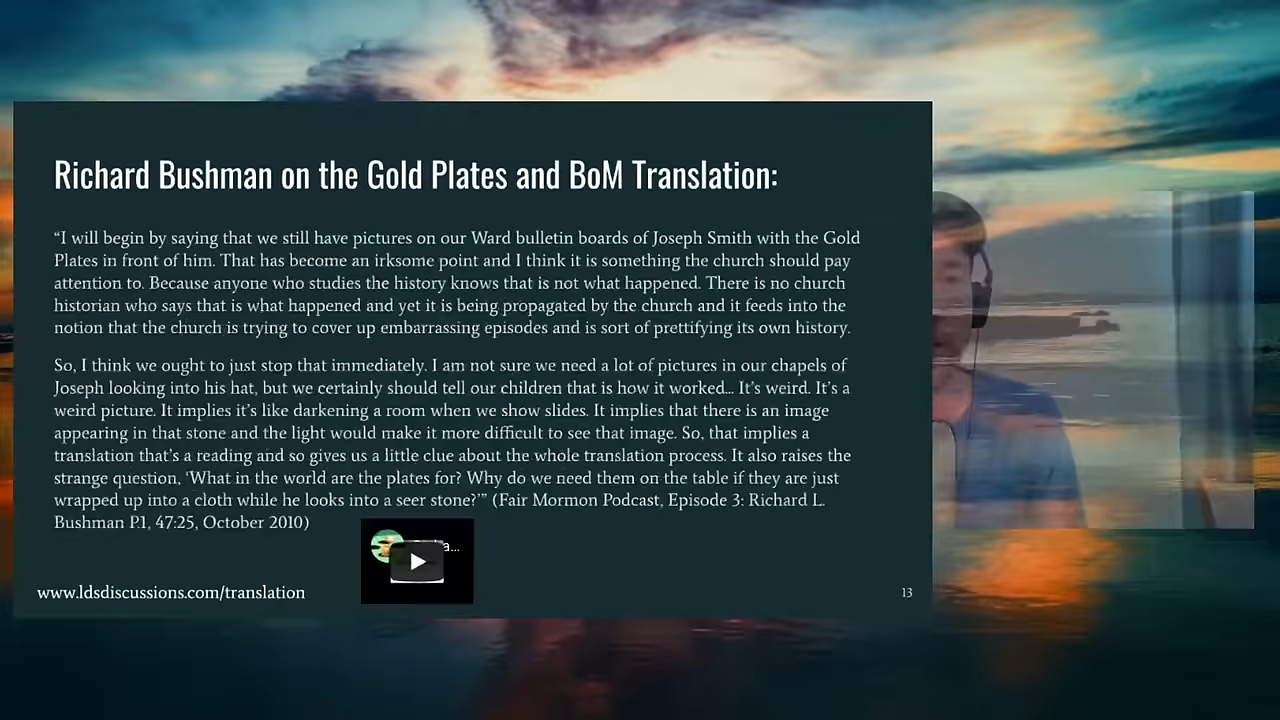 Richard Bushman on the Gold Plates and BoM Translation:
“I will begin by saying that we still have pictures on our Ward bulletin boards of Joseph Smith with the Gold
Plates in front of him. That has become an irksome point and I think it is something the church should pay
attention to. Because anyone who studies the history knows that is not what happened. There is no church
historian who says that is what happened and yet it is being propagated by the church and it feeds into the
notion that the church is trying to cover up embarrassing episodes and is sort of prettifying its own history.
So, I think we ought to just stop that immediately. I am not sure we need a lot of pictures in our chapels of
Joseph looking into his hat, but we certainly should tell our children that is how it worked… It’s weird. It’s a
weird picture. It implies it’s like darkening a room when we show slides. It implies that there is an image
appearing in that stone and the light would make it more difficult to see that image. So, that implies a
translation that’s a reading and so gives us a little clue about the whole translation process. It also raises the
strange question, ‘What in the world are the plates for? Why do we need them on the table if they are just
wrapped up into a cloth while he looks into a seer stone?’” (Fair Mormon Podcast, Episode 3: Richard L.
Bushman P.1, 47:25, October 2010)
www.ldsdiscussions.com/translation
13